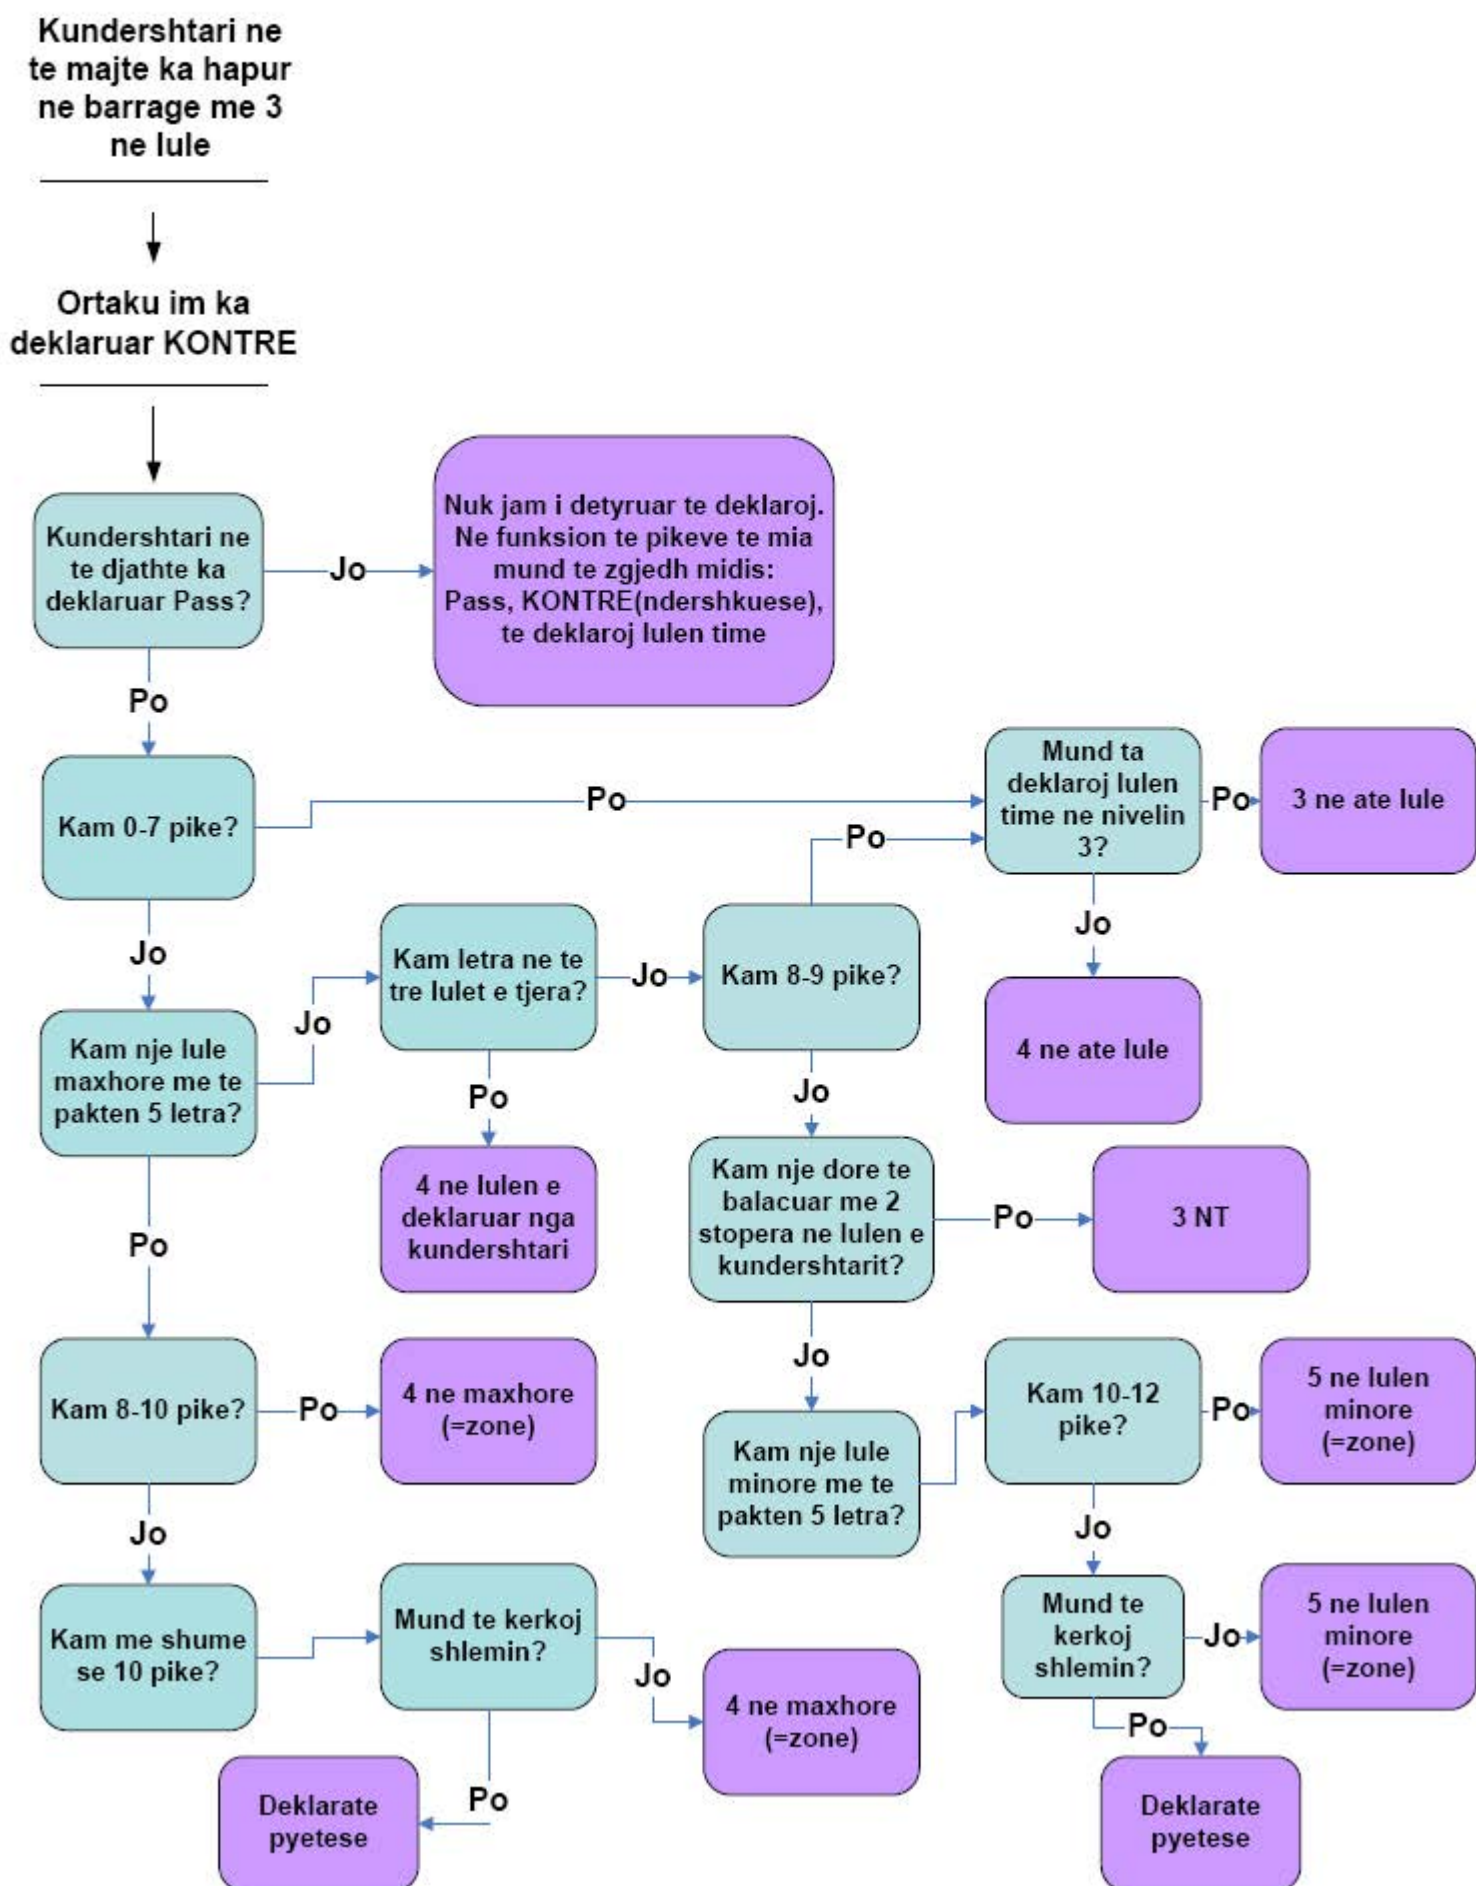 Kundershtari ne
te majte ka hapur
ne barrage me 3
ne lule
Ortaku im ka
deklaruar KONTRE
Kundershtari ne
te djathte ka
deklaruar Pass?
Jo
Nuk jam i detyruar te deklaroj.
Ne funksion te pikeve te mia
mund te zgjedh midis:
Pass, KONTRE(ndershkuese),
te deklaroj lulen time
Po
Kam 0-7 pike?
Po
Mund ta
deklaroj lulen
time ne nivelin
3?
Po
3 ne ate lule
Jo
4 ne ate lule
Jo
Kam nje lule
maxhore me te
pakten 5 letra?
Jo
Kam letra ne te
tre lulet e tjera?
Jo
Kam 8-9 pike?
Po
Po
4 ne lulen e
deklaruar nga
kundershtari
Jo
Kam nje dore te
balacuar me 2
stopera ne lulen e
kundershtarit?
Po
3 NT
Po
Kam 8-10 pike?
Po
4 ne maxhore
(=zone)
Jo
Kam nje lule
minore me te
pakten 5 letra?
Kam 10-12
pike?
Po
5 ne lulen
minore
(=zone)
Jo
Kam me shume
se 10 pike?
Mund te kerkoj
shlemin?
Jo
4 ne maxhore
(=zone)
Po
Deklarate
pyetese
Jo
Mund te
kerkoj
shlemin?
Jo
5 ne lulen
minore
(=zone)
Po
Deklarate
pyetese